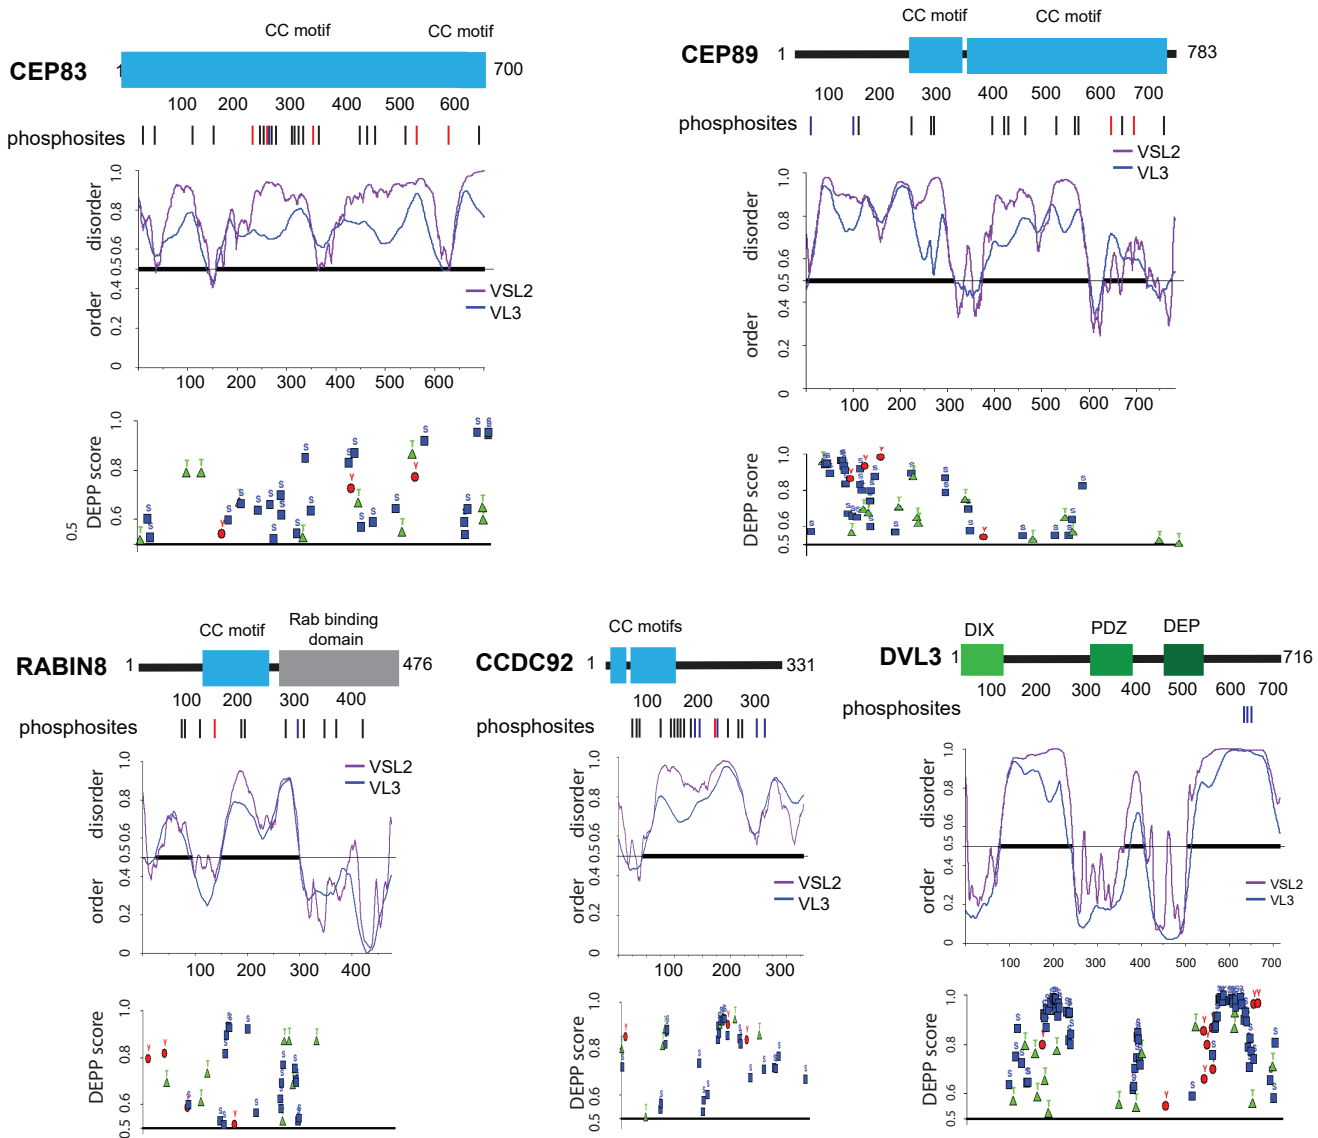 CC motif CC motif
CEP83 1 700
100 200 300 400 500 600
phosphosites
disorder
order
1.0
0.8
0.5 0.6
0.4
0.2
0
VSL2
VL3
100 200 300 400 500 600
DEPP score
1.0
0.8
0.6
0.5
CC motif CC motif
CEP89 1 783
100 200 300 400 500 600 700
phosphosites
VSL2
VL3
disorder
order
1.0
0.8
0.6
0.5
0.4
0.2
0
100 200 300 400 500 600 700
DEPP score
1.0
0.8
0.6
0.5
CC motif Rab binding
domain
RABIN8 1 476
100 200 300 400
phosphosites
VSL2
VL3
disorder
order
1.0
0.8
0.5 0.6
0.4
0.2
0
100 200 300 400
DEPP score
1.0
0.8
0.6
0.5
CC motifs
CCDC92 1 331
100 200 300
phosphosites
disorder
order
1.0
0.8
0.5 0.6
0.4
0.2
0
VSL2
VL3
100 200 300
DEPP score
1.0
0.8
0.6
0.5
DIX PDZ DEP
DVL3 1 716
100 200 300 400 500 600 700
phosphosites
disorder
order
1.0
0.8
0.5 0.6
0.4
0.2
0
VSL2
VL3
100 200 300 400 500 600 700
DEPP score
1.0
0.8
0.6
0.5